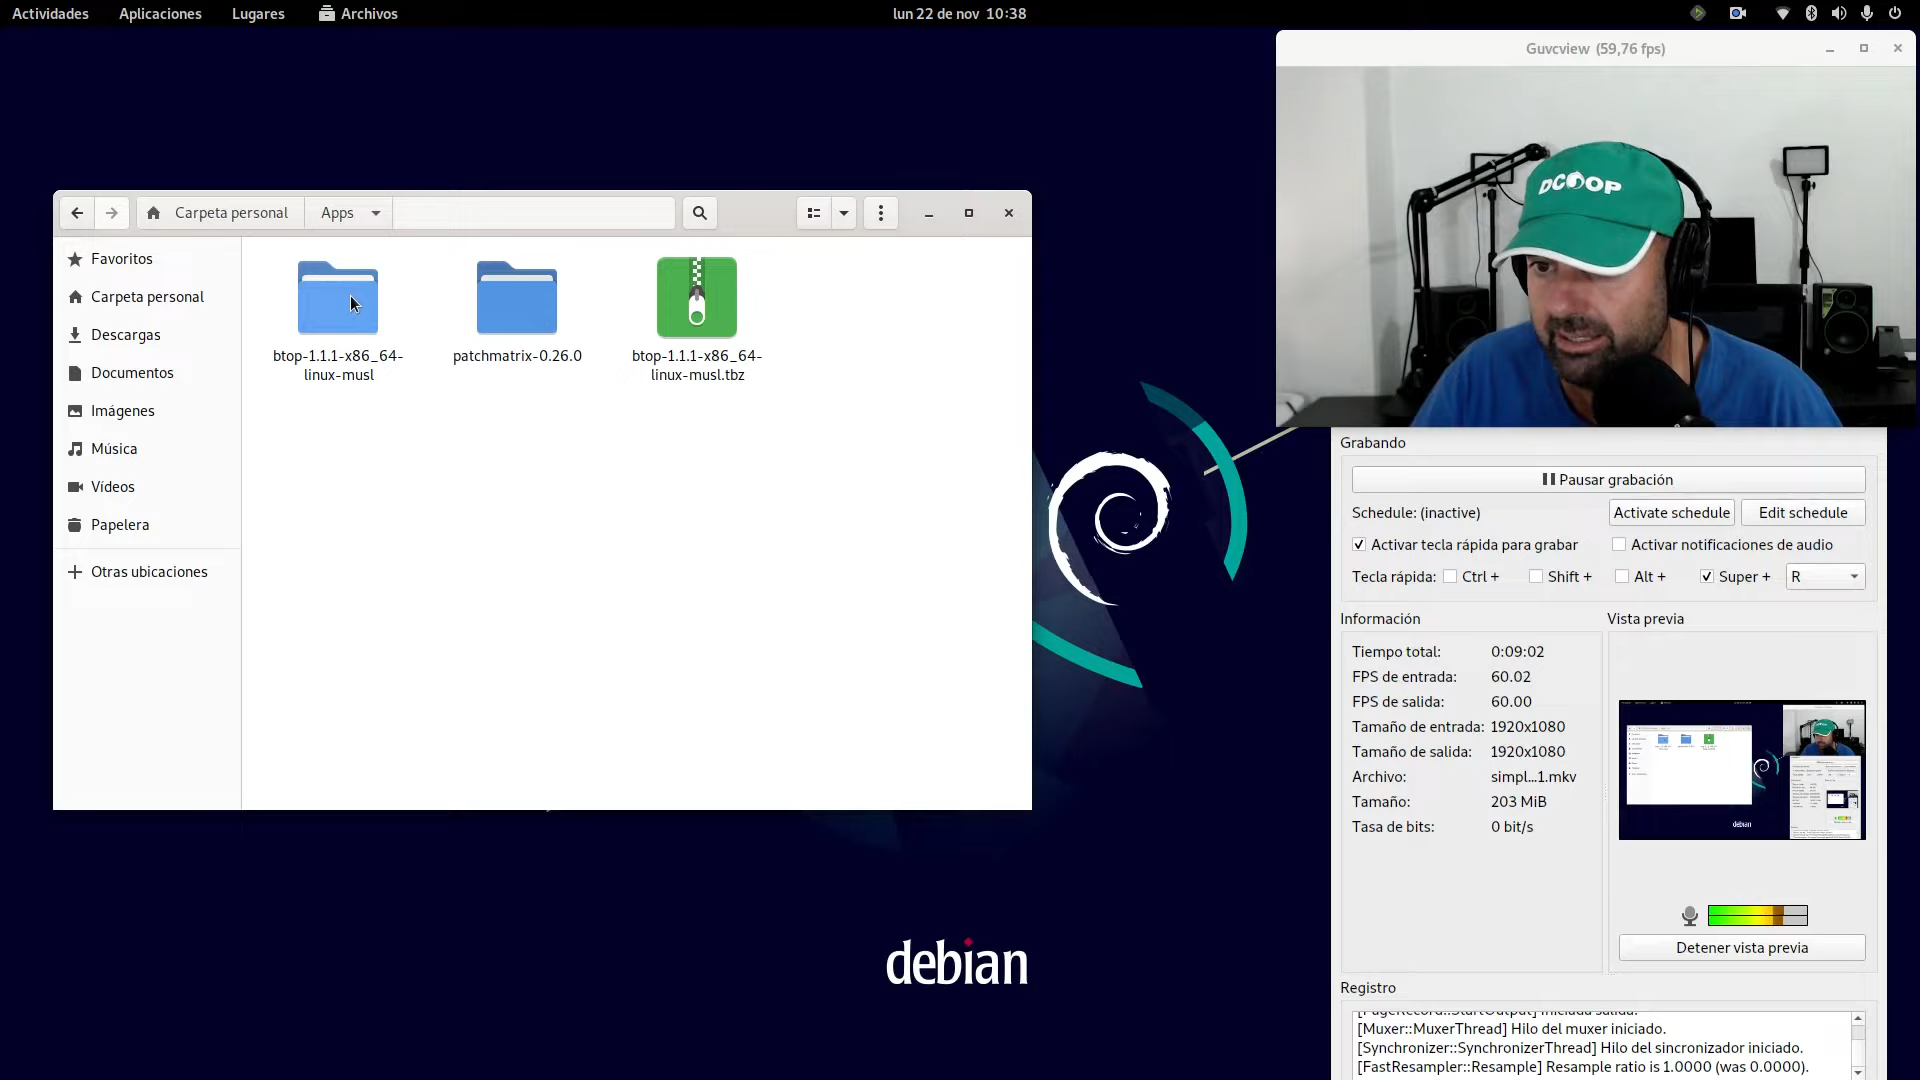 Actividades
Aplicaciones
Lugares
Archivos
lun 22 de nov 10:38
Guvcview (59,76 fps)
DCOOP
Carpeta personal
Apps
Favoritos
Carpeta personal
Descargas
Documentos
Imágenes
Música
Vídeos
Papelera
Otras ubicaciones
btop-1.1.1-x86_64-
linux-musl
patchmatrix-0.26.0
btop-1.1.1-x86_64-
linux-musl.tbz
debian
Grabando
Pausar grabación
Schedule: (inactive)
Activate schedule
Edit schedule
Activar tecla rápida para grabar
Activar notificaciones de audio
Tecla rápida:
Ctrl +
Shift +
Alt +
Super +
R
Información
Tiempo total: 0:09:02
FPS de entrada: 60.02
FPS de salida: 60.00
Tamaño de entrada: 1920x1080
Tamaño de salida: 1920x1080
Archivo: simpl...1.mkv
Tamaño: 203 MiB
Tasa de bits: 0 bit/s
Vista previa
debian
Detener vista previa
Registro
[PageRecord::StartOutput] Iniciada salida.
[Muxer::MuxerThread] Hilo del muxer iniciado.
[Synchronizer::SynchronizerThread] Hilo del sincronizador iniciado.
[FastResampler::Resample] Resample ratio is 1.0000 (was 0.0000).